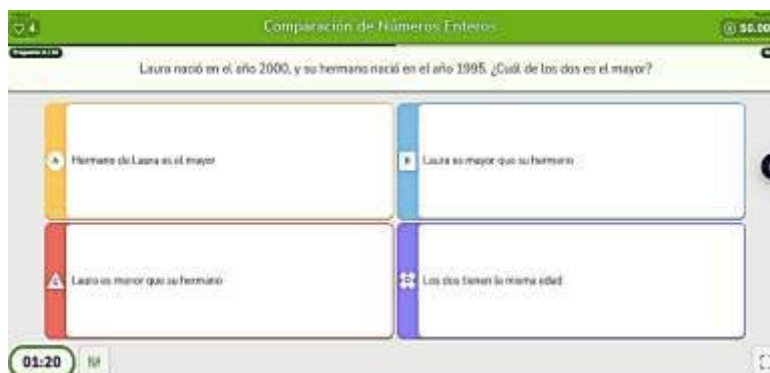 4
Comparación de Números Enteros
50.00
Laura nació en el año 2000, y su hermano nació en el año 1995. ¿Cuál de los dos es el mayor?
A Hermano de Laura es el mayor
B Laura es mayor que su hermano
C Laura es menor que su hermano
D Los dos tienen la misma edad
01:20